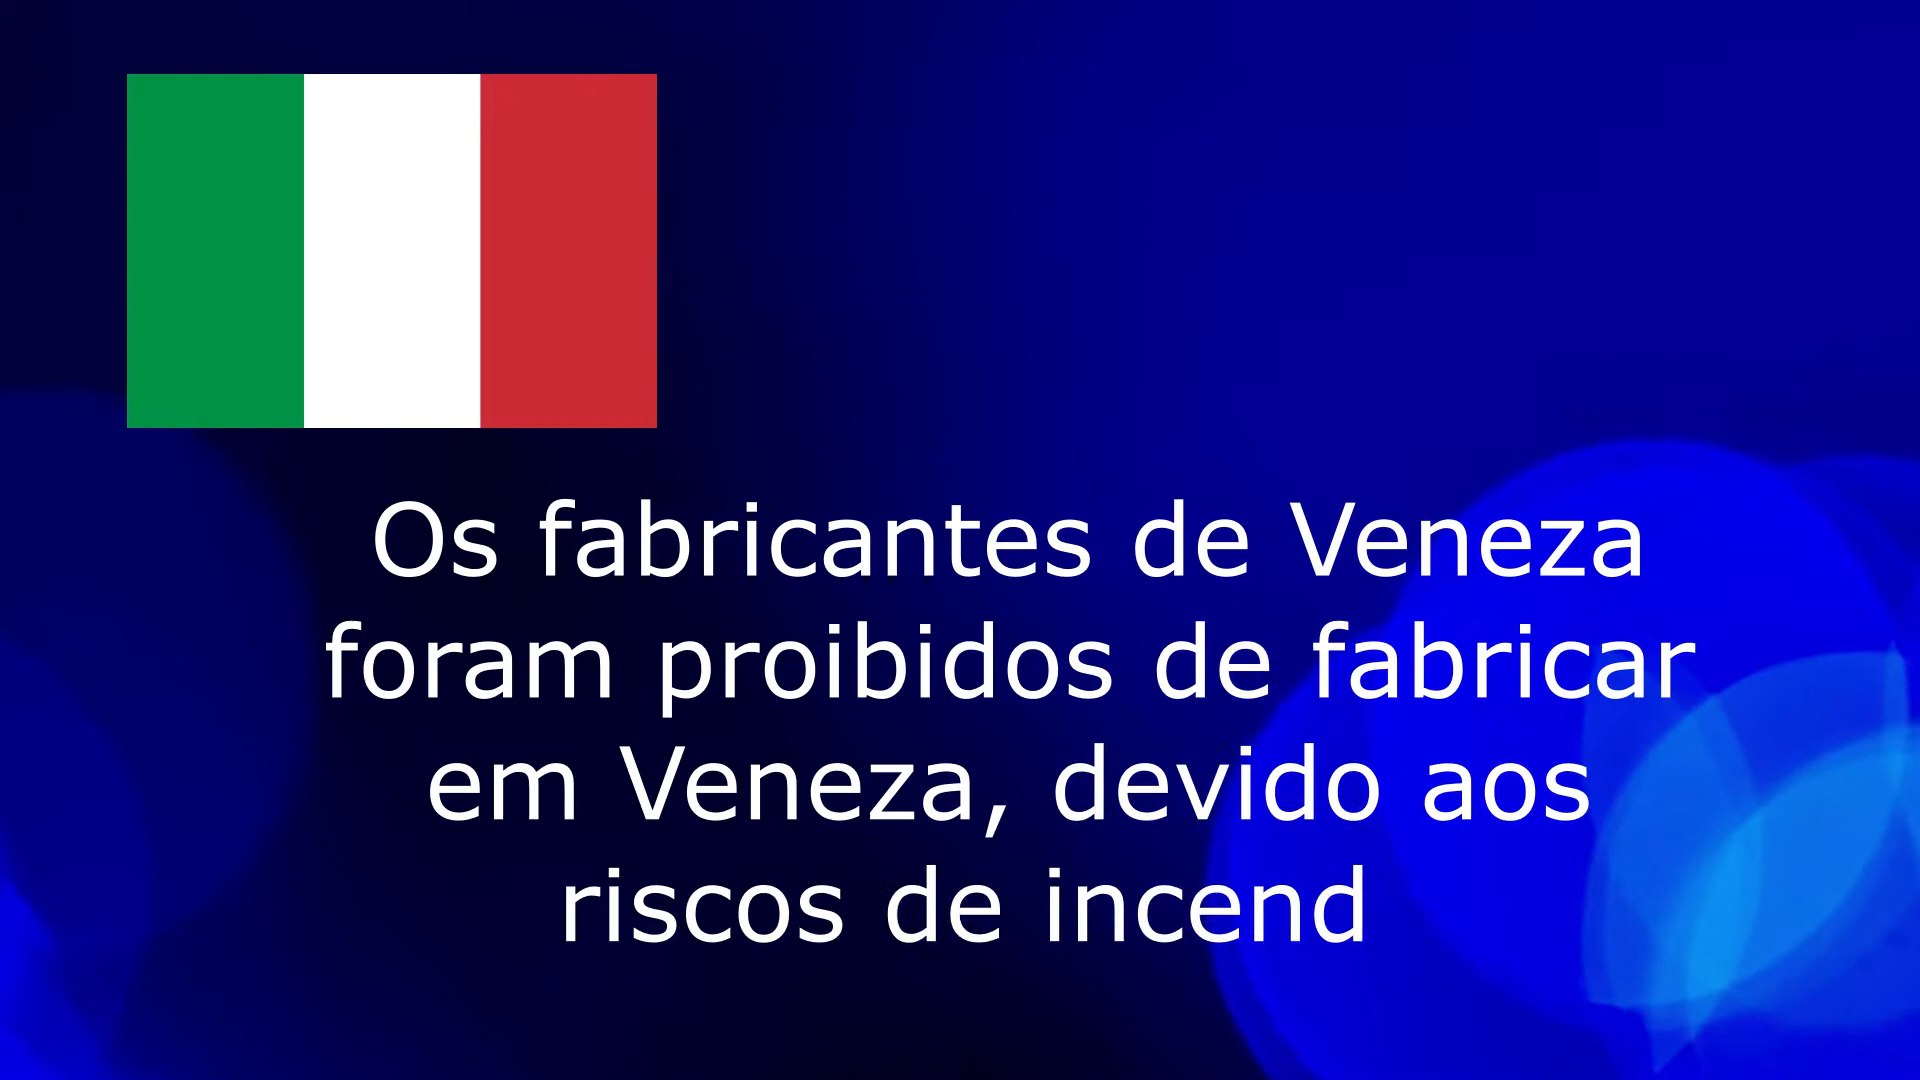 Os fabricantes de Veneza
foram proibidos de fabricar
em Veneza, devido aos
riscos de incend